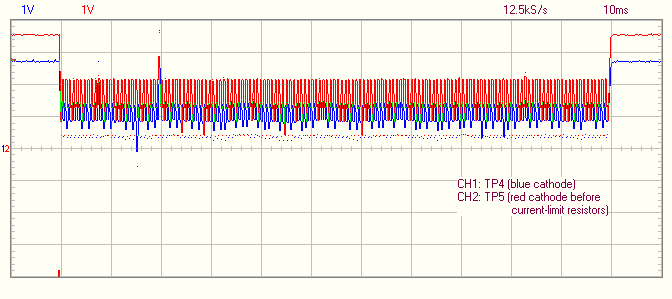 1V 1V 12.5kS/s 10ms
12
CH1: TP4 (blue cathode)
CH2: TP5 (red cathode before
current-limit resistors)